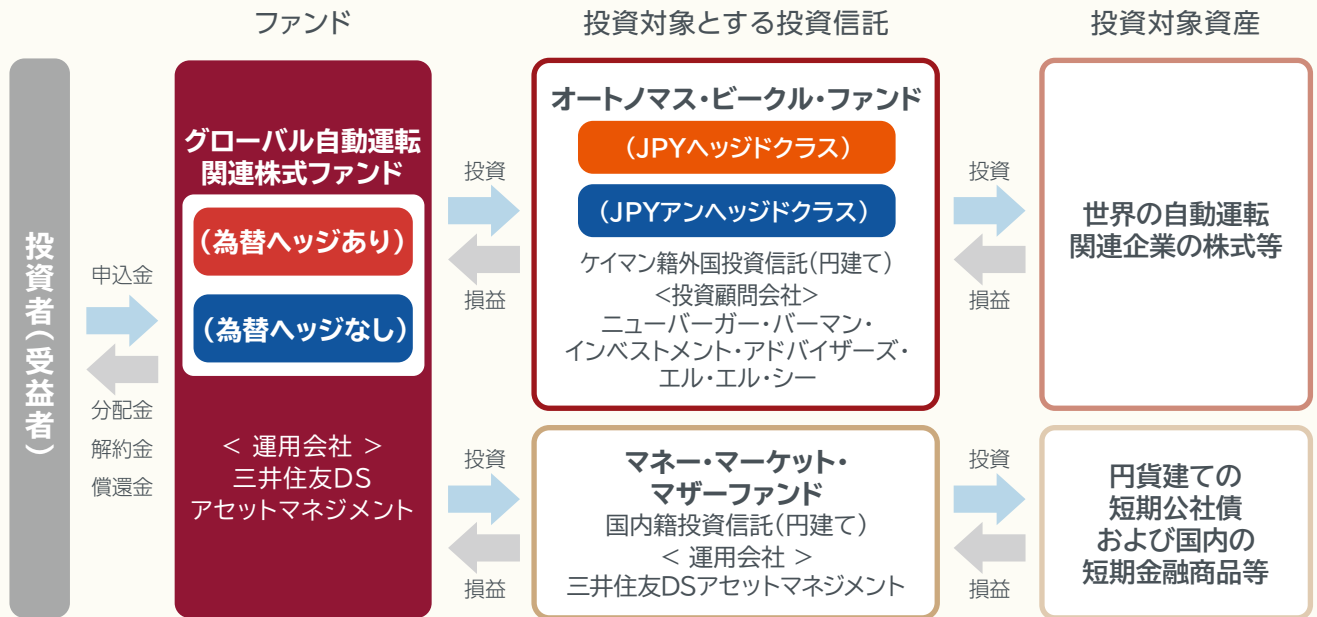 ファンド
投資対象とする投資信託
投資対象資産
投資者(受益者)
申込金
分配金
解約金
償還金
グローバル自動運転
関連株式ファンド
(為替ヘッジあり)
(為替ヘッジなし)
< 運用会社 >
三井住友DS
アセットマネジメント
投資
損益
オートノマス・ビークル・ファンド
(JPYヘッジドクラス)
(JPYアンヘッジドクラス)
ケイマン籍外国投資信託(円建て)
<投資顧問会社>
ニューバーガー・バーマン・
インベストメント・アドバイザーズ・
エル・エル・シー
投資
損益
世界の自動運転
関連企業の株式等
投資
損益
マネー・マーケット・
マザーファンド
国内籍投資信託(円建て)
< 運用会社 >
三井住友DSアセットマネジメント
投資
損益
円貨建ての
短期公社債
および国内の
短期金融商品等